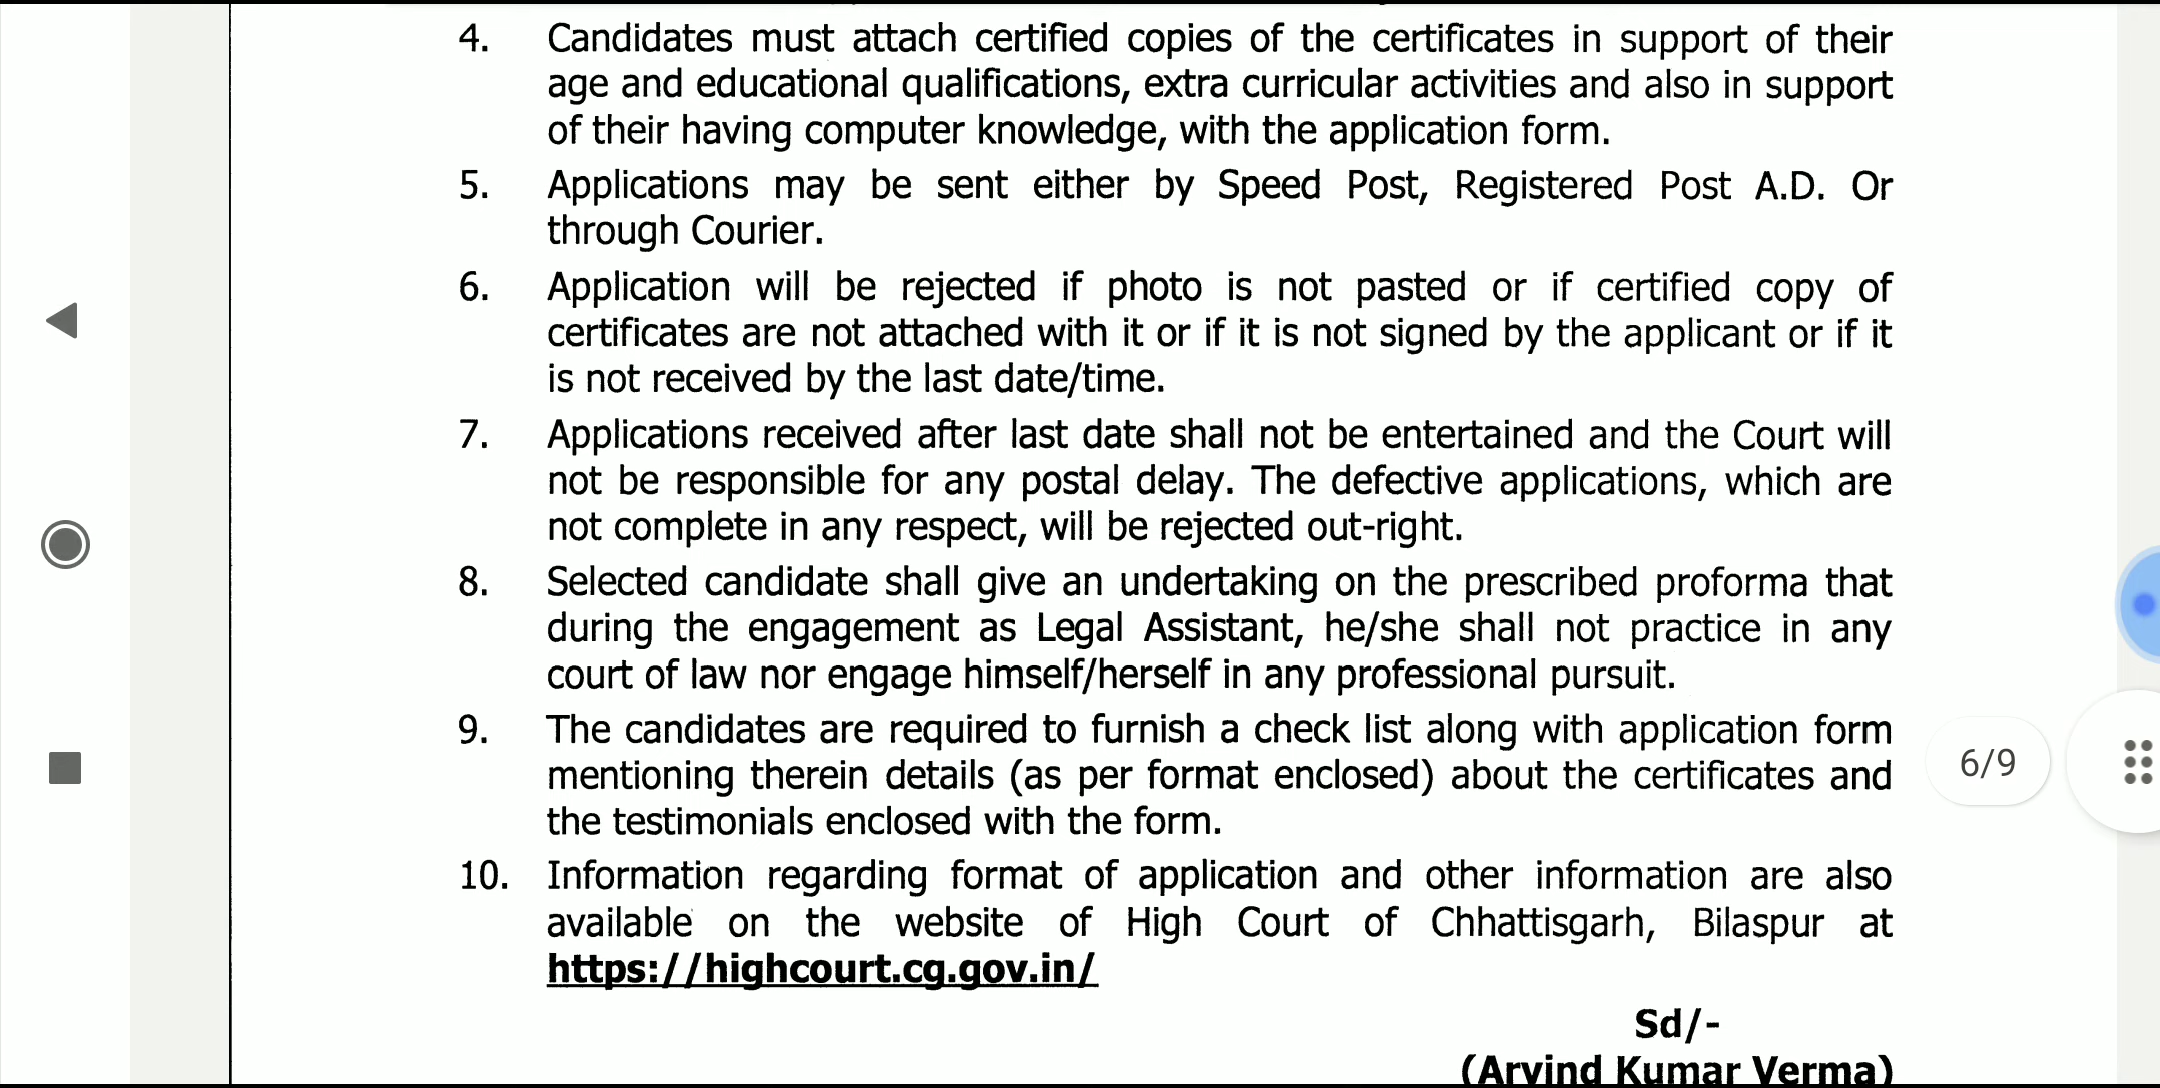 4. Candidates must attach certified copies of the certificates in support of their
age and educational qualifications, extra curricular activities and also in support
of their having computer knowledge, with the application form.
5. Applications may be sent either by Speed Post, Registered Post A.D. Or
through Courier.
6. Application will be rejected if photo is not pasted or if certified copy of
certificates are not attached with it or if it is not signed by the applicant or if it
is not received by the last date/time.
7. Applications received after last date shall not be entertained and the Court will
not be responsible for any postal delay. The defective applications, which are
not complete in any respect, will be rejected out-right.
8. Selected candidate shall give an undertaking on the prescribed proforma that
during the engagement as Legal Assistant, he/she shall not practice in any
court of law nor engage himself/herself in any professional pursuit.
9. The candidates are required to furnish a check list along with application form
mentioning therein details (as per format enclosed) about the certificates and
the testimonials enclosed with the form.
6/9
10. Information regarding format of application and other information are also
available on the website of High Court of Chhattisgarh, Bilaspur at
https://highcourt.cg.gov.in/
Sd/-
(Arvind Kumar Verma)